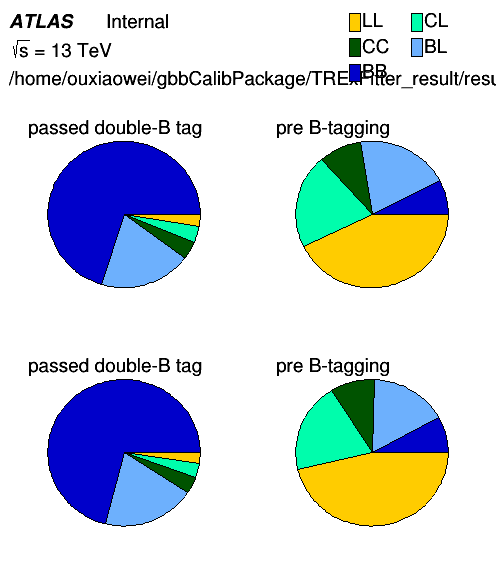 ATLAS Internal
√s = 13 TeV
/home/ouxiaowei/gbbCalibPackage/TRExFitter_result/resu
LL CL
CC BL
BB
passed double-B tag pre B-tagging
passed double-B tag pre B-tagging